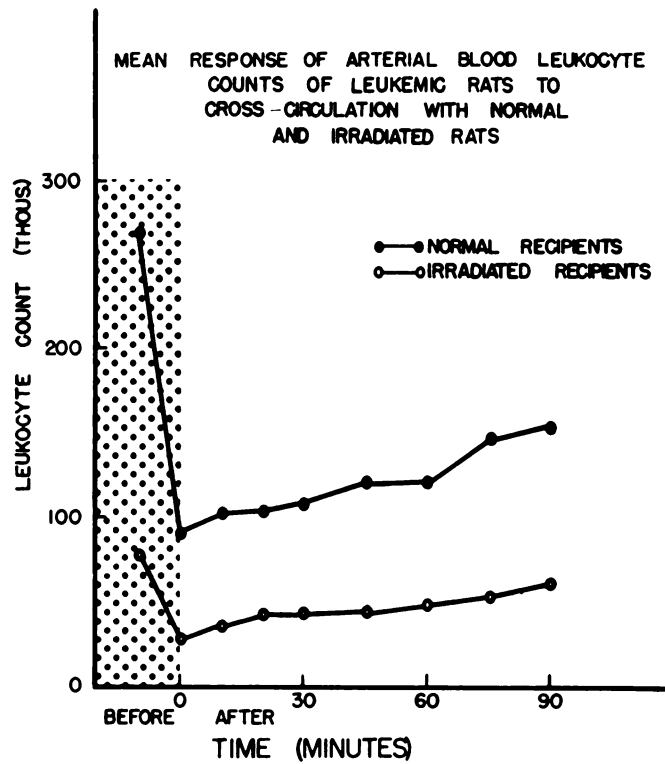 MEAN RESPONSE OF ARTERIAL BLOOD LEUKOCYTE
COUNTS OF LEUKEMIC RATS TO
CROSS-CIRCULATION WITH NORMAL
AND IRRADIATED RATS
LEUKOCYTE COUNT (THOUS.)
300
200
100
0
NORMAL RECIPIENTS
IRRADIATED RECIPIENTS
0 30 60 90
BEFORE AFTER
TIME (MINUTES)